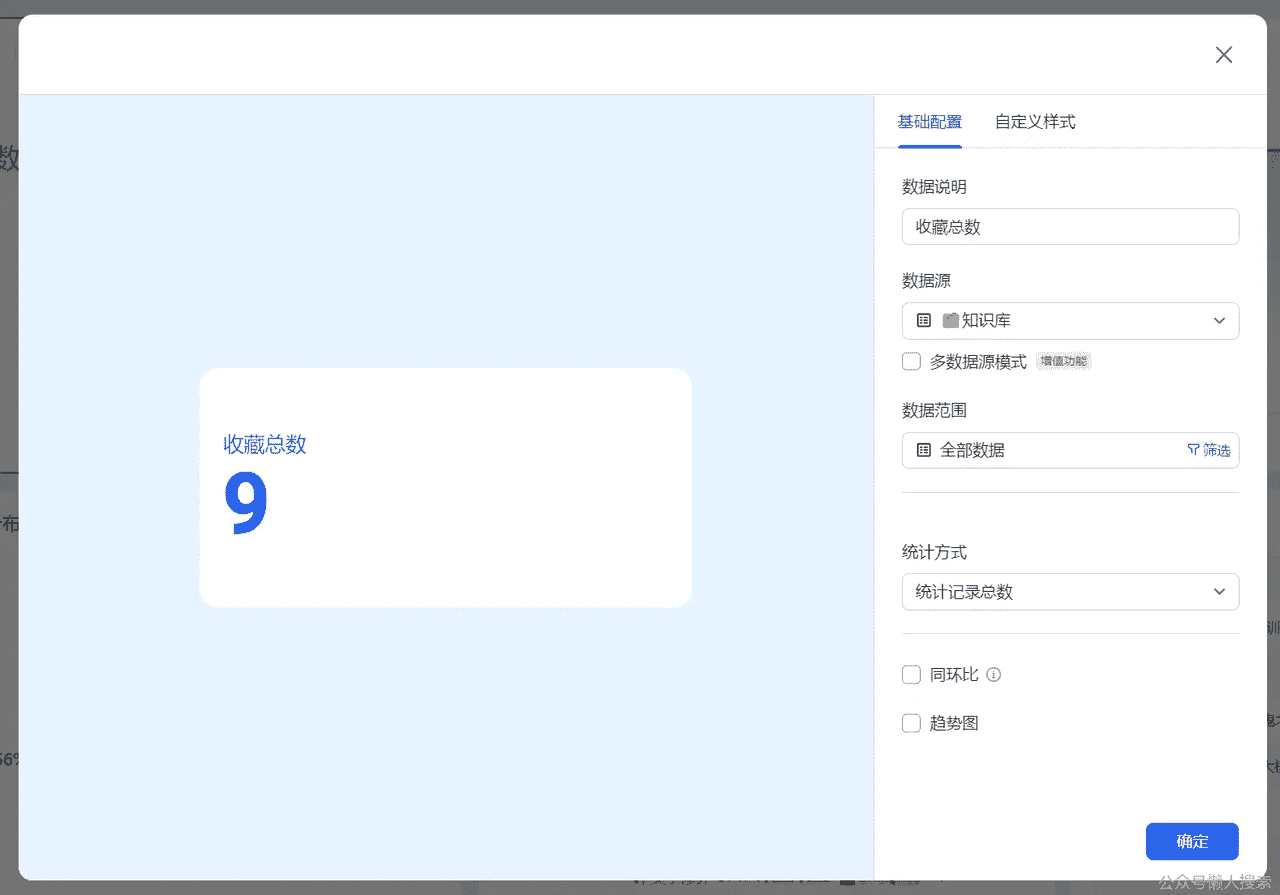 基础配置 自定义样式
数据说明
收藏总数
数据源
知识库
多数据源模式 增值功能
数据范围
全部数据 筛选
统计方式
统计记录总数
同环比
趋势图
确定
收藏总数
9
数
布
56%
公众号懒人搜索